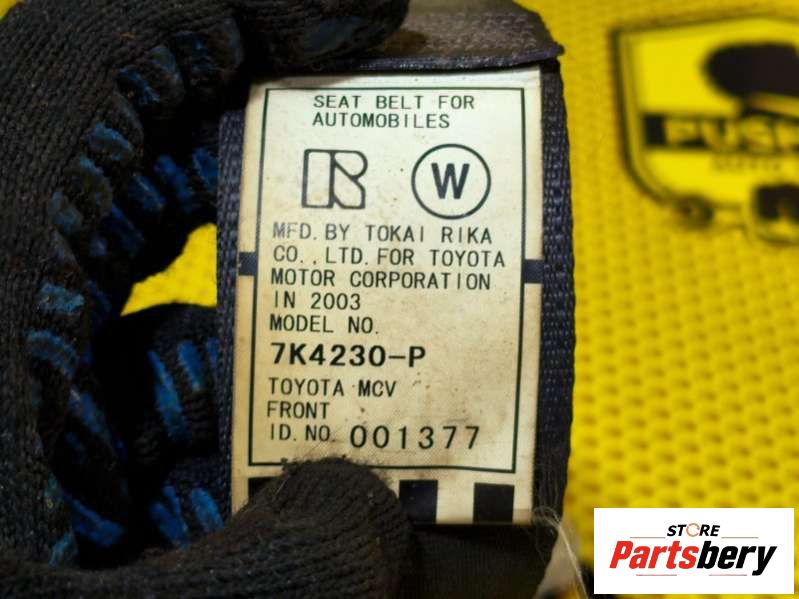 SEAT BELT FOR
AUTOMOBILES
R W
MFD. BY TOKAI RIKA
CO., LTD. FOR TOYOTA
MOTOR CORPORATION
IN 2003
MODEL NO.
7K4230-P
TOYOTA MCV
FRONT
ID. NO. 001377
STORE
Partsbery